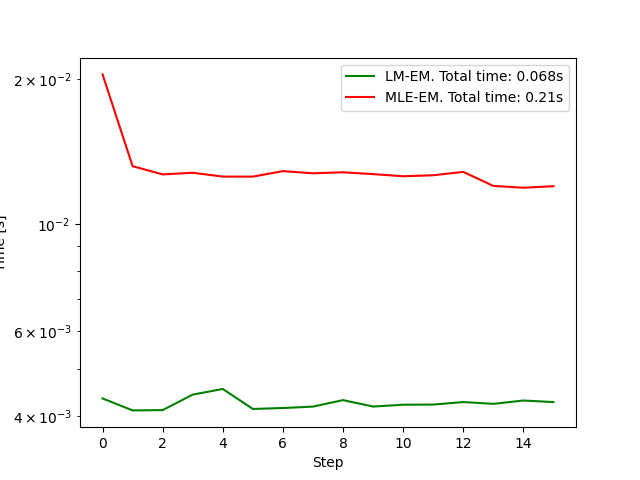 LM-EM. Total time: 0.068s
MLE-EM. Total time: 0.21s
2 × 10⁻²
10⁻²
6 × 10⁻³
4 × 10⁻³
0 2 4 6 8 10 12 14
Step
[s]